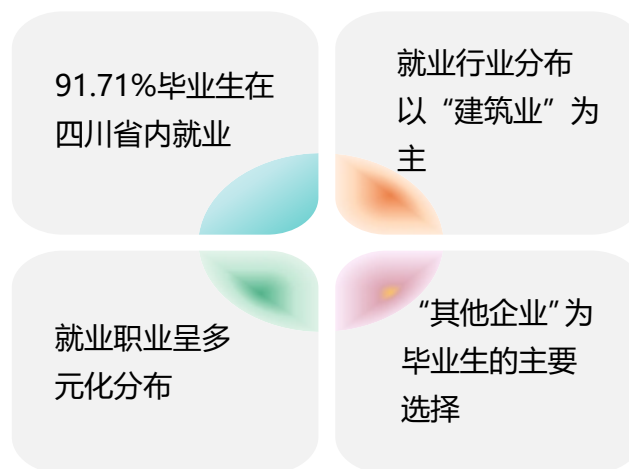 91.71%毕业生在
四川省内就业
就业行业分布
以“建筑业”为
主
就业职业呈多
元化分布
“其他企业”为
毕业生的主要
选择